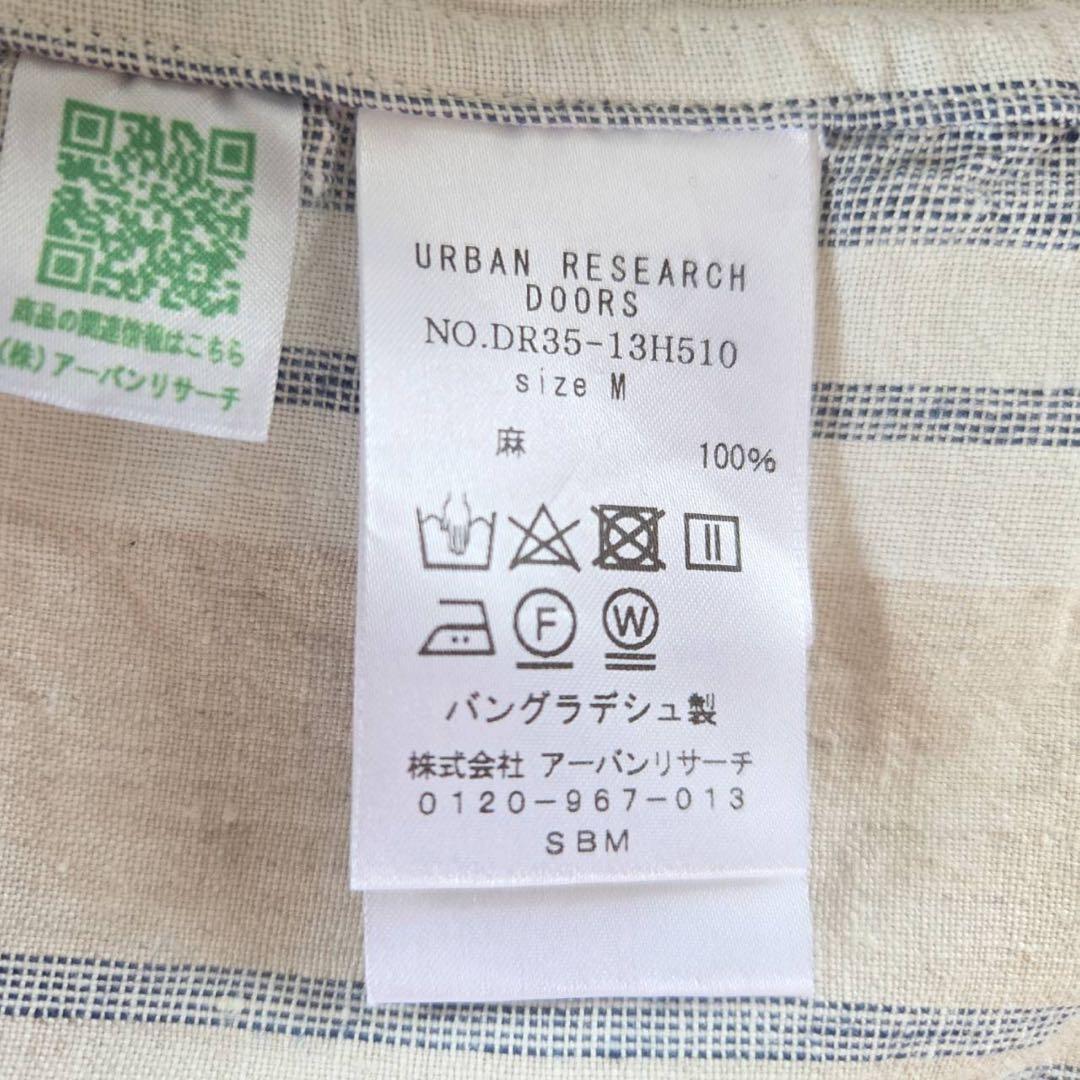 商品の関連情報はこちら
(株)アーバンリサーチ
URBAN RESEARCH
DOORS
NO.DR35-13H510
size M
麻 100%
F W
バングラデシュ製
株式会社 アーバンリサーチ
0120-967-013
SBM